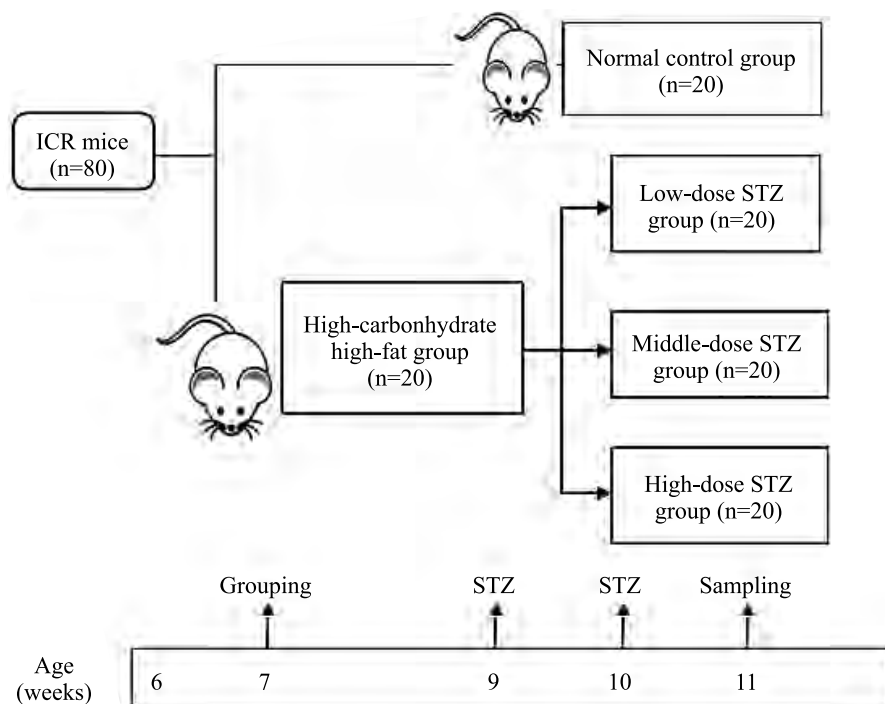 Normal control group
(n=20)
ICR mice
(n=80)
Low-dose STZ
group (n=20)
High-carbonhydrate
high-fat group
(n=20)
Middle-dose STZ
group (n=20)
High-dose STZ
group (n=20)
Grouping STZ STZ Sampling
Age
(weeks)
6 7 9 10 11